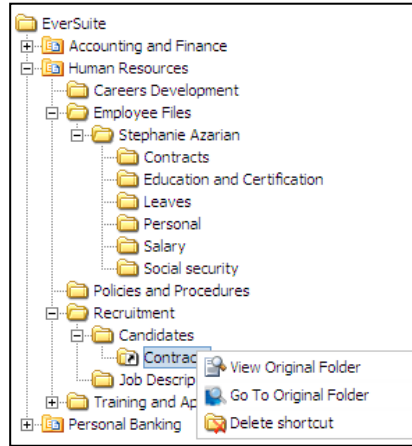 EverSuite
Accounting and Finance
Human Resources
Careers Development
Employee Files
Stephanie Azarian
Contracts
Education and Certification
Leaves
Personal
Salary
Social security
Policies and Procedures
Recruitment
Candidates
Contrac
View Original Folder
Job Descrip
Go To Original Folder
Training and Ap
Delete shortcut
Personal Banking